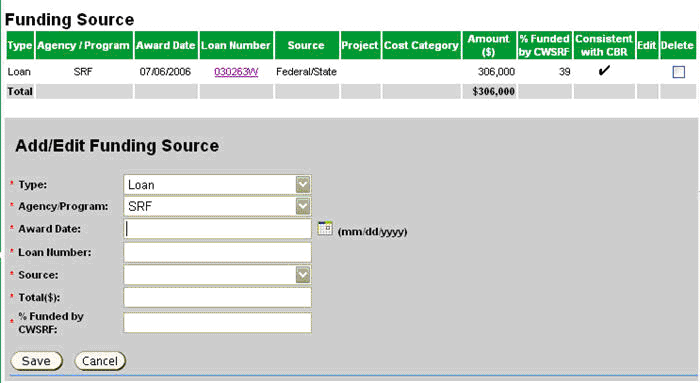 Funding Source
Type Agency / Program Award Date Loan Number Source Project Cost Category Amount ($) % Funded by CWSRF Consistent with CBR Edit Delete
Loan SRF 07/06/2006 030263W Federal/State 306,000 39 ✓
Total $306,000
Add/Edit Funding Source
* Type: Loan
* Agency/Program: SRF
* Award Date: (mm/dd/yyyy)
* Loan Number:
* Source:
* Total($):
* % Funded by
CWSRF:
Save Cancel